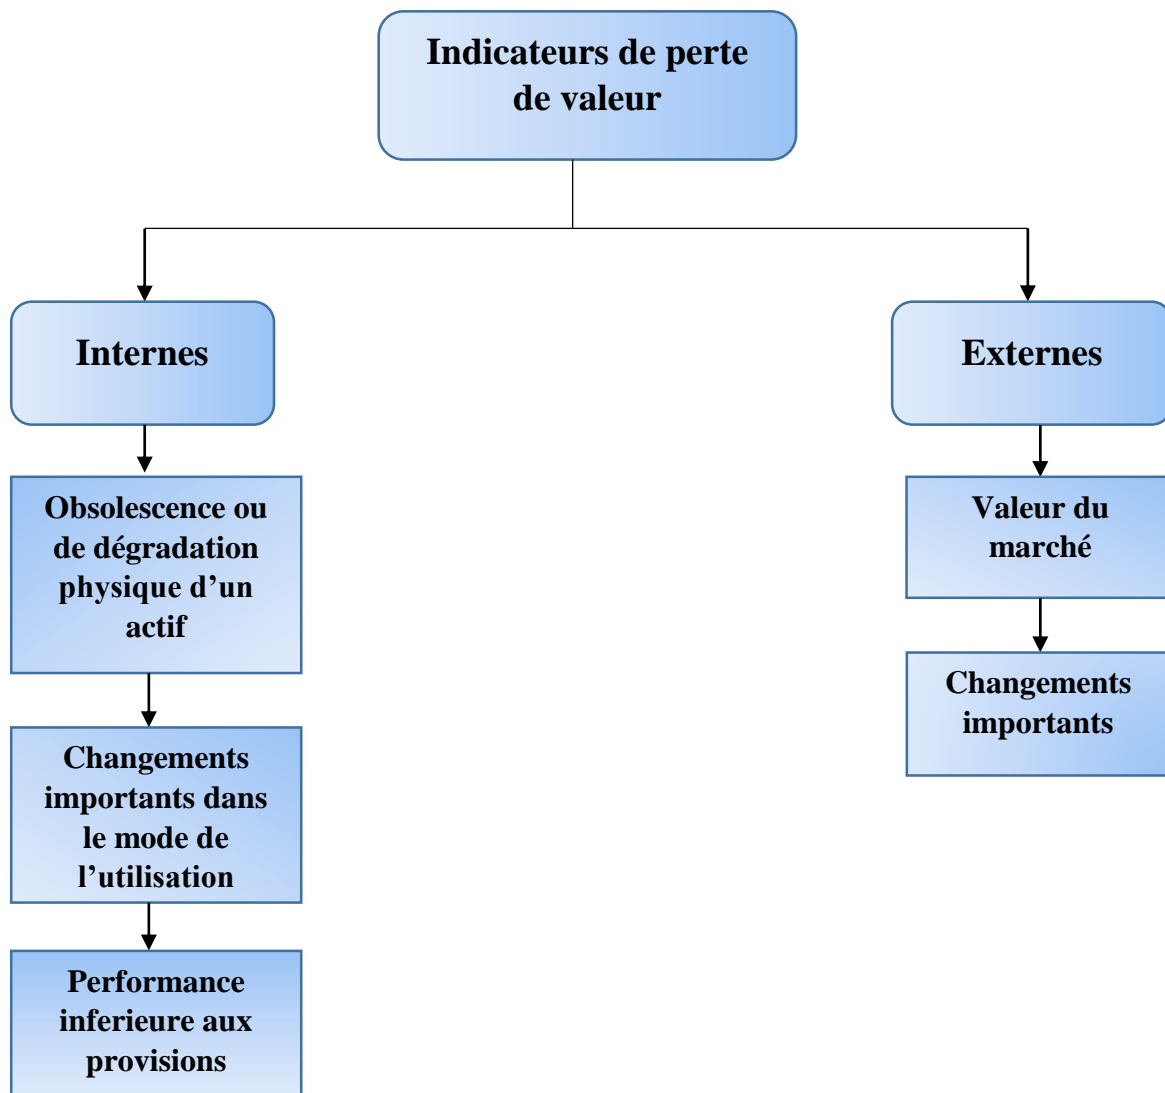 Indicateurs de perte
de valeur
Internes
Externes
Obsolescence ou
de dégradation
physique d’un
actif
Valeur du
marché
Changements
importants
Changements
importants dans
le mode de
l’utilisation
Performance
inferieure aux
provisions